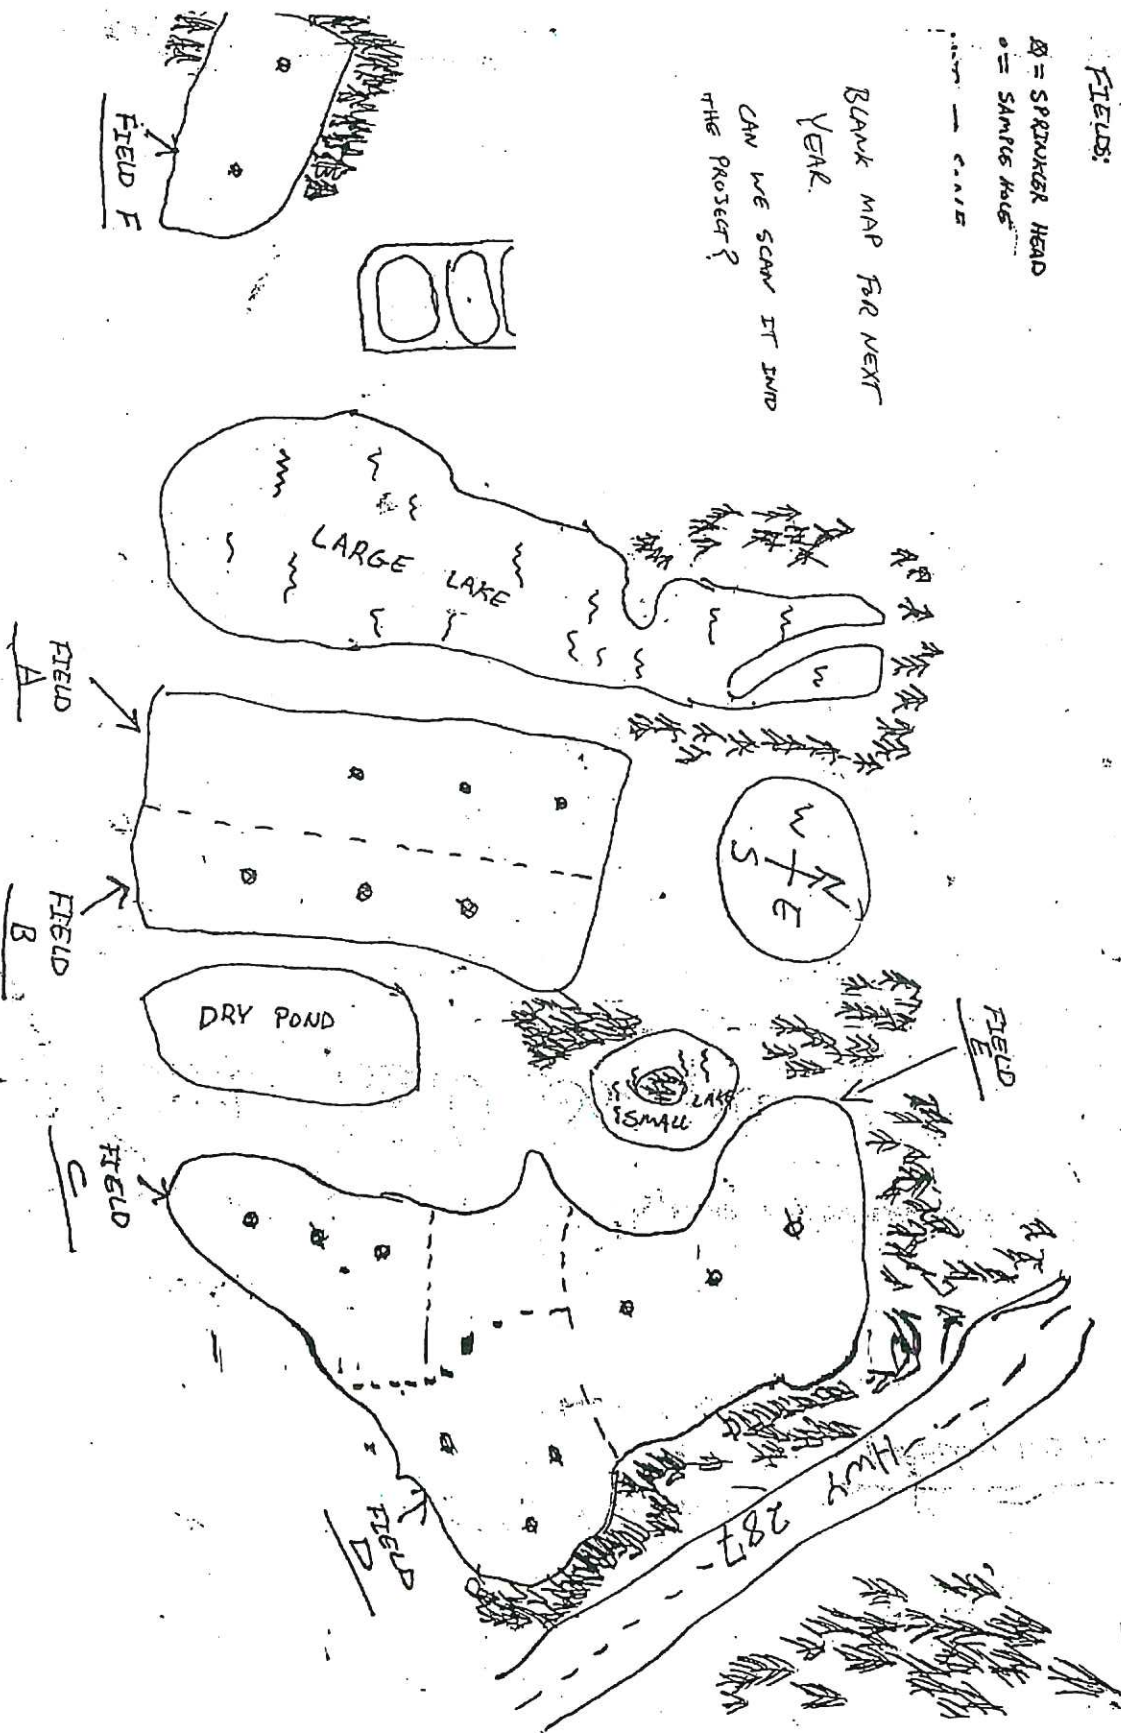 FIELDS:
= SPRINKLER HEAD
= SAMPLE HOLE
BLANK MAP FOR NEXT
YEAR.
CAN WE SCAN IT INTO
THE PROJECT?
FIELD F
LARGE LAKE
FIELD
A
FIELD
B
N
W E
S
DRY POND
FIELD
E
SMALL LAKE
FIELD
C
FIELD
D
HWY 287